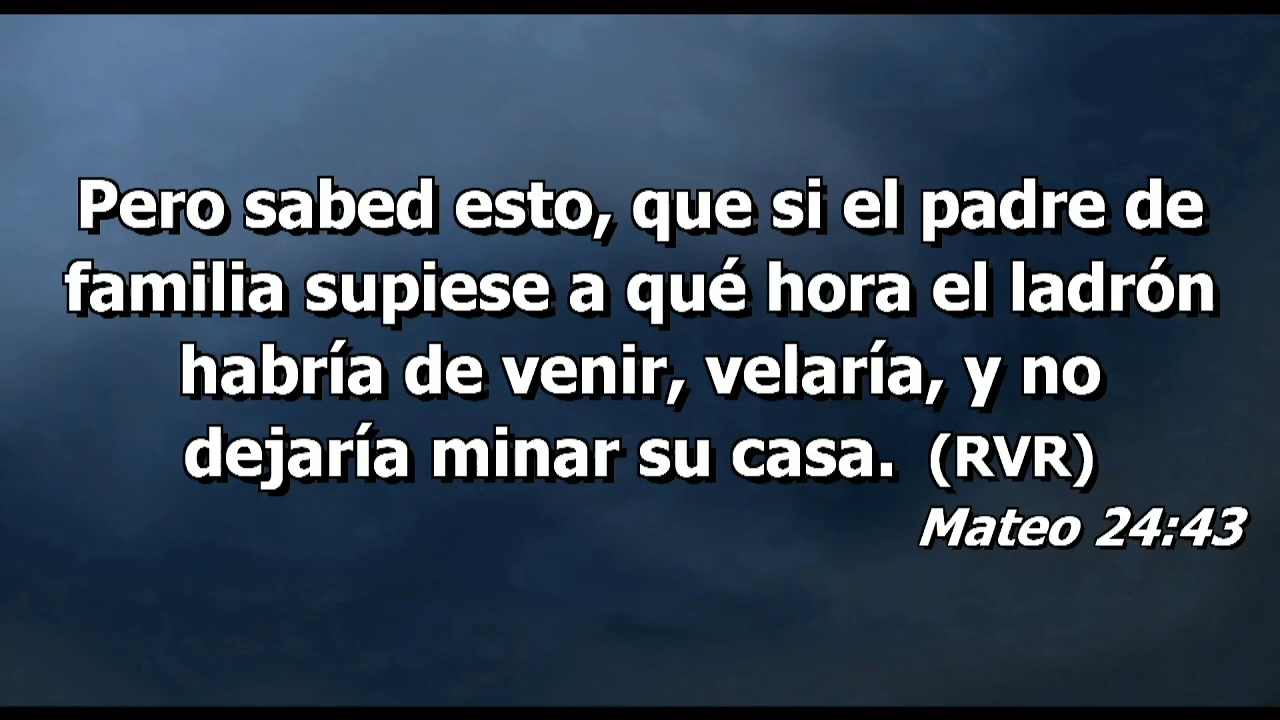 Pero sabed esto, que si el padre de
familia supiese a qué hora el ladrón
habría de venir, velaría, y no
dejaría minar su casa. (RVR)
Mateo 24:43